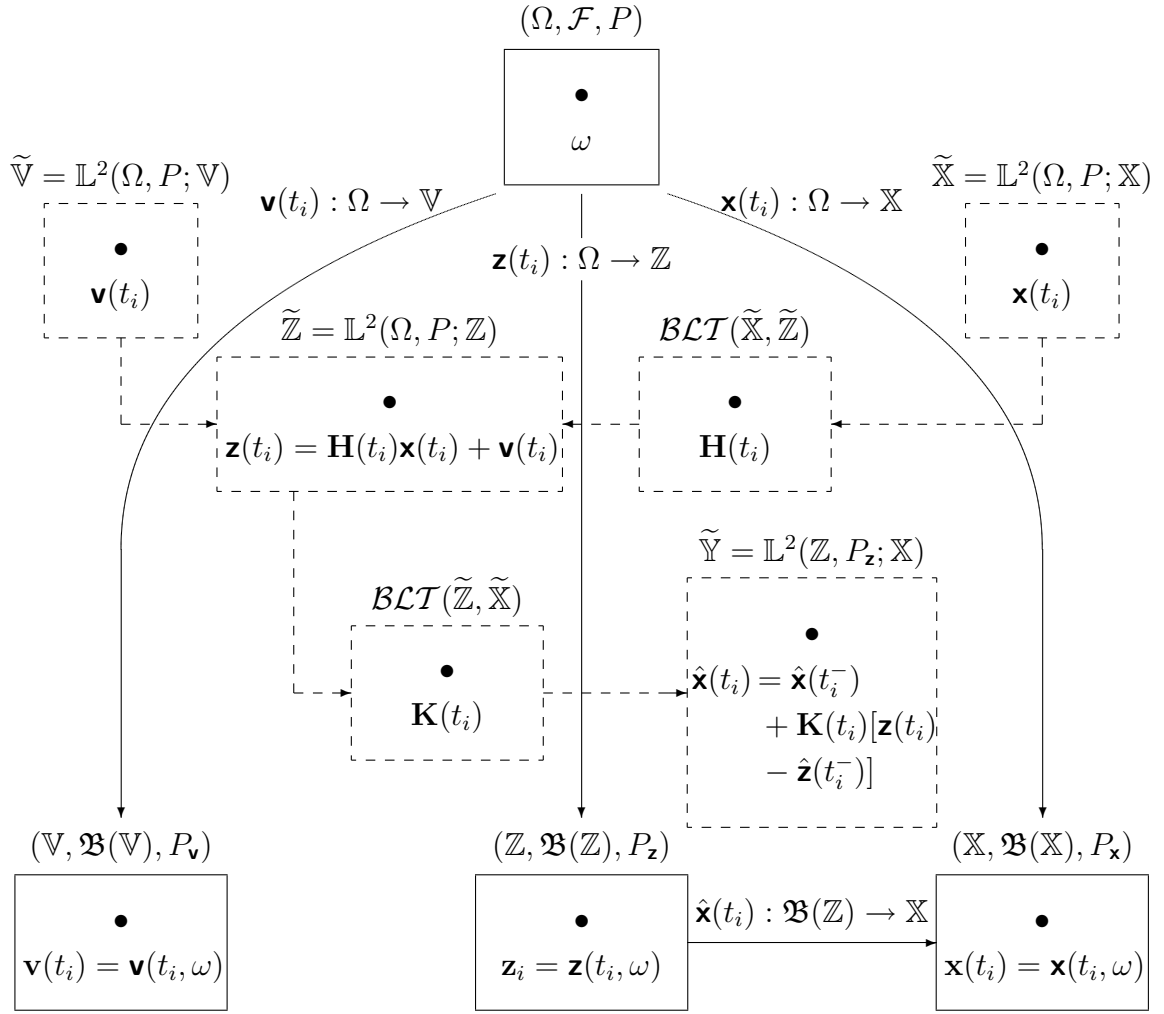 (Ω, ℱ, P)
ω
𝕍̃ = 𝕃²(Ω, P; 𝕍)
𝕏̃ = 𝕃²(Ω, P; 𝕏)
𝘃(tᵢ) : Ω → 𝕍
𝘅(tᵢ) : Ω → 𝕏
𝘇(tᵢ) : Ω → ℤ
𝘃(tᵢ)
𝘅(tᵢ)
ℤ̃ = 𝕃²(Ω, P; ℤ)
ℬℒ𝒯(𝕏̃, ℤ̃)
𝘇(tᵢ) = 𝐇(tᵢ)𝘅(tᵢ) + 𝘃(tᵢ)
𝐇(tᵢ)
𝕐̃ = 𝕃²(ℤ, P_𝘇; 𝕏)
ℬℒ𝒯(ℤ̃, 𝕏̃)
𝐊(tᵢ)
𝘅̂(tᵢ) = 𝘅̂(tᵢ⁻)
+ 𝐊(tᵢ)[𝘇(tᵢ)
− 𝘇̂(tᵢ⁻)]
(𝕍, 𝕭(𝕍), P_𝘃)
(ℤ, 𝕭(ℤ), P_𝘇)
(𝕏, 𝕭(𝕏), P_𝘅)
𝘅̂(tᵢ) : 𝕭(ℤ) → 𝕏
𝐯(tᵢ) = 𝘃(tᵢ, ω)
𝐳ᵢ = 𝘇(tᵢ, ω)
𝐱(tᵢ) = 𝘅(tᵢ, ω)